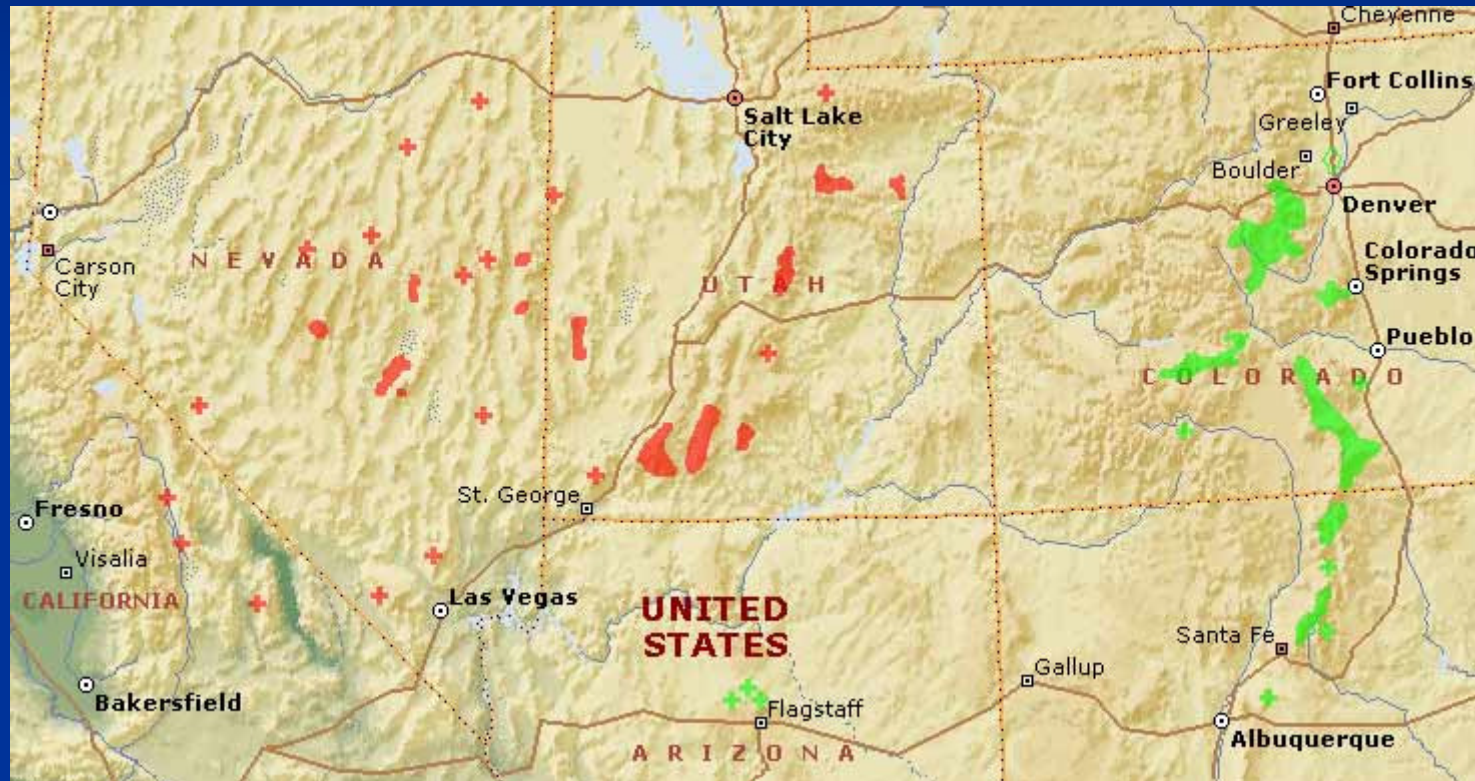 Cheyenne
Fort Collins
Greeley
Salt Lake
City
Boulder
Denver
NEVADA
Carson
City
Colorado
Springs
UTAH
Pueblo
COLORADO
St. George
Fresno
Visalia
CALIFORNIA
Las Vegas
UNITED
STATES
Santa Fe
Gallup
Bakersfield
Flagstaff
Albuquerque
ARIZONA